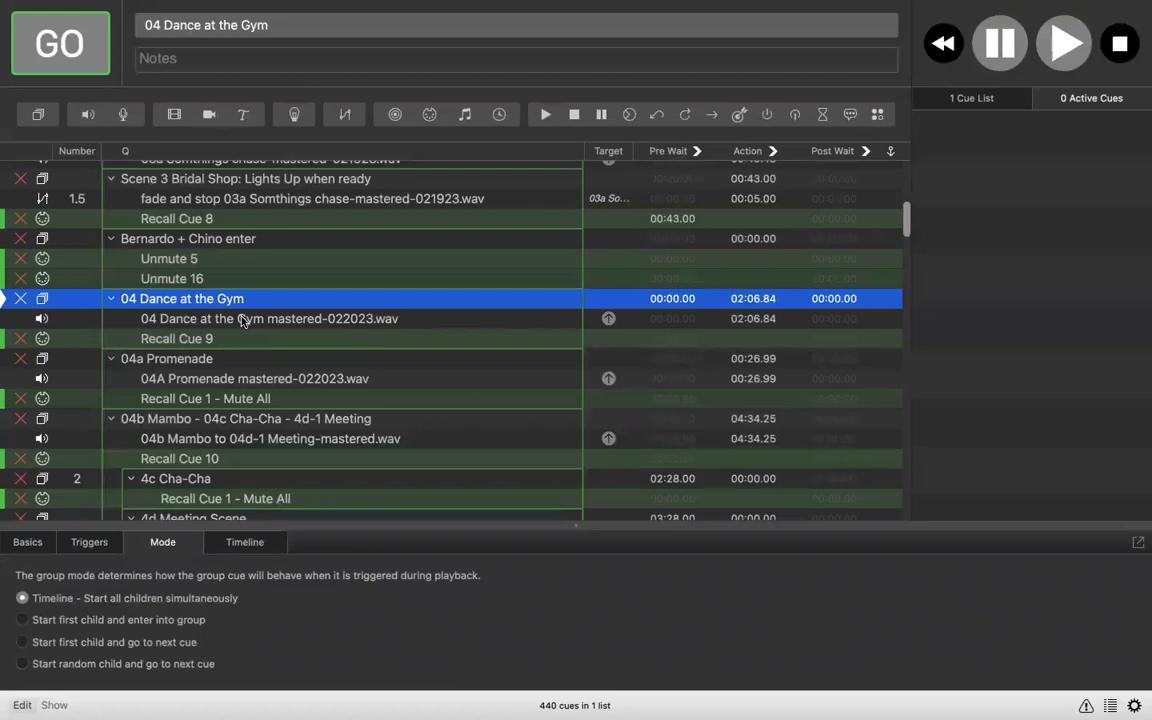 GO
04 Dance at the Gym
Notes
1 Cue List
0 Active Cues
Number Q Target Pre Wait Action Post Wait
Scene 3 Bridal Shop: Lights Up when ready 00:43.00
1.5 fade and stop 03a Somthings chase-mastered-021923.wav 03a So... 00:05.00
Recall Cue 8 00:43.00
Bernardo + Chino enter 00:00.00
Unmute 5
Unmute 16
04 Dance at the Gym 00:00.00 02:06.84 00:00.00
04 Dance at the Gym mastered-022023.wav 02:06.84
Recall Cue 9
04a Promenade 00:26.99
04A Promenade mastered-022023.wav 00:26.99
Recall Cue 1 - Mute All
04b Mambo - 04c Cha-Cha - 4d-1 Meeting 04:34.25
04b Mambo to 04d-1 Meeting-mastered.wav 04:34.25
Recall Cue 10
2 4c Cha-Cha 02:28.00 00:00.00
Recall Cue 1 - Mute All
4d Meeting Scene 03:28.00 00:00.00
Basics Triggers Mode Timeline
The group mode determines how the group cue will behave when it is triggered during playback.
Timeline - Start all children simultaneously
Start first child and enter into group
Start first child and go to next cue
Start random child and go to next cue
Edit Show 440 cues in 1 list